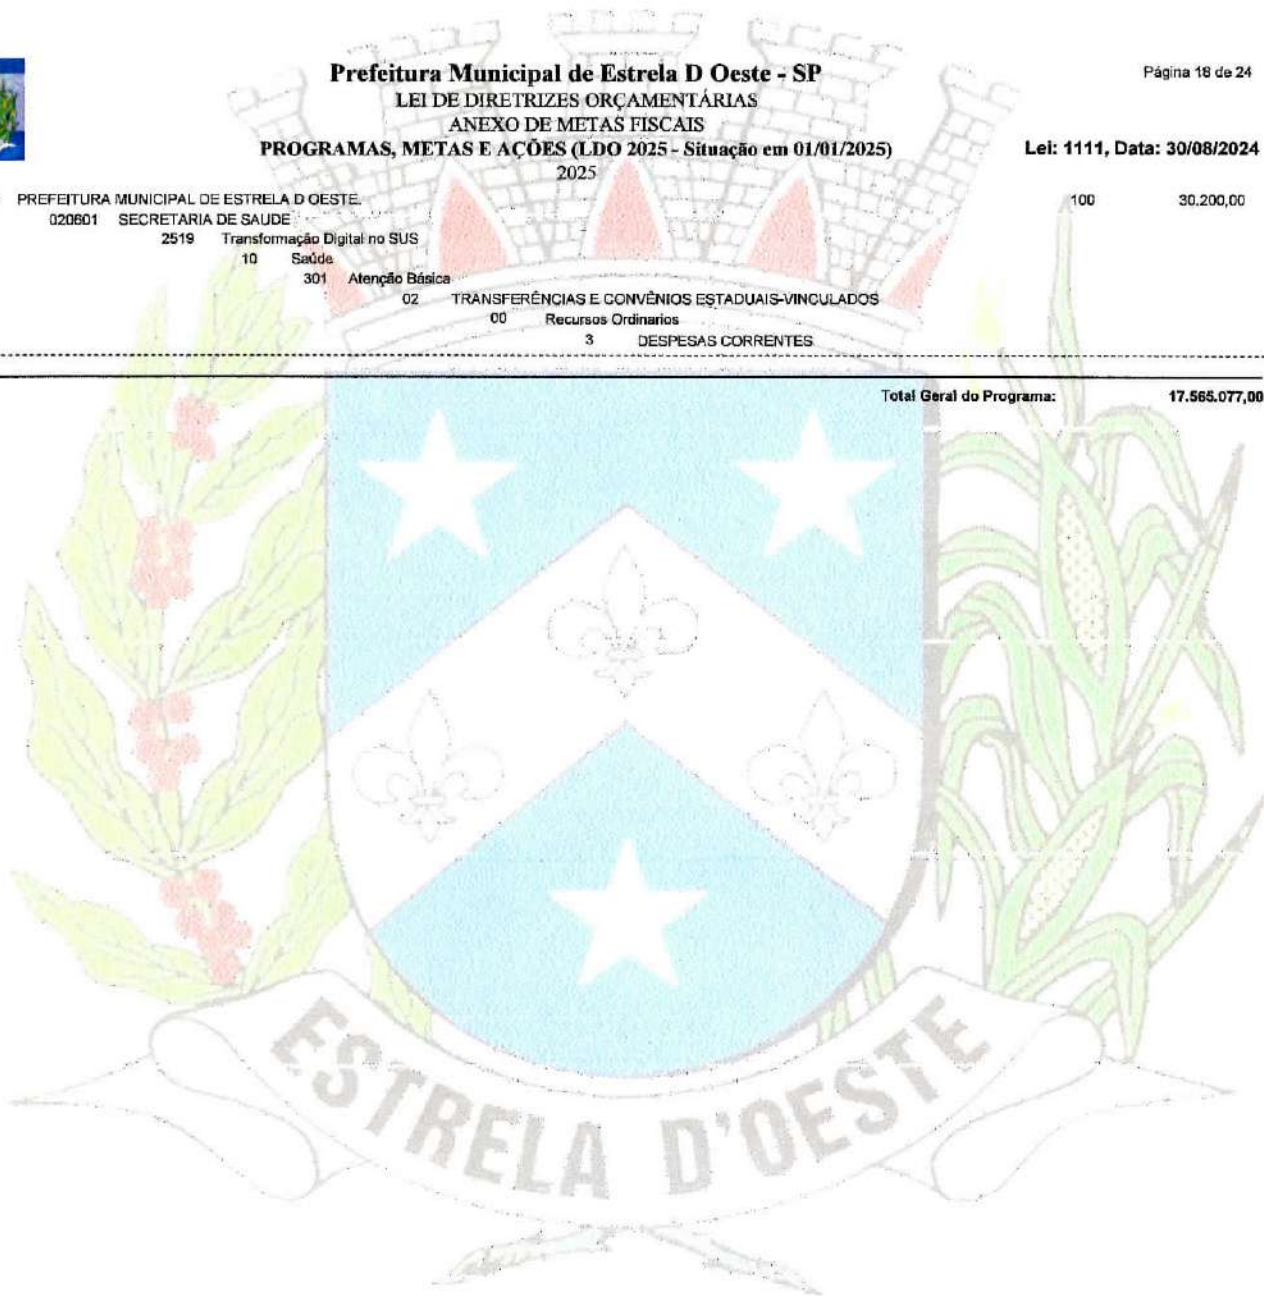 Prefeitura Municipal de Estrela D Oeste - SP
Página 18 de 24
LEI DE DIRETRIZES ORÇAMENTÁRIAS
ANEXO DE METAS FISCAIS
PROGRAMAS, METAS E AÇÕES (LDO 2025 - Situação em 01/01/2025)
Lei: 1111, Data: 30/08/2024
2025
PREFEITURA MUNICIPAL DE ESTRELA D OESTE. 100 30.200,00
020601 SECRETARIA DE SAUDE
2519 Transformação Digital no SUS
10 Saúde
301 Atenção Básica
02 TRANSFERÊNCIAS E CONVÊNIOS ESTADUAIS-VINCULADOS
00 Recursos Ordinarios
3 DESPESAS CORRENTES
Total Geral do Programa: 17.565.077,00
ESTRELA D'OESTE